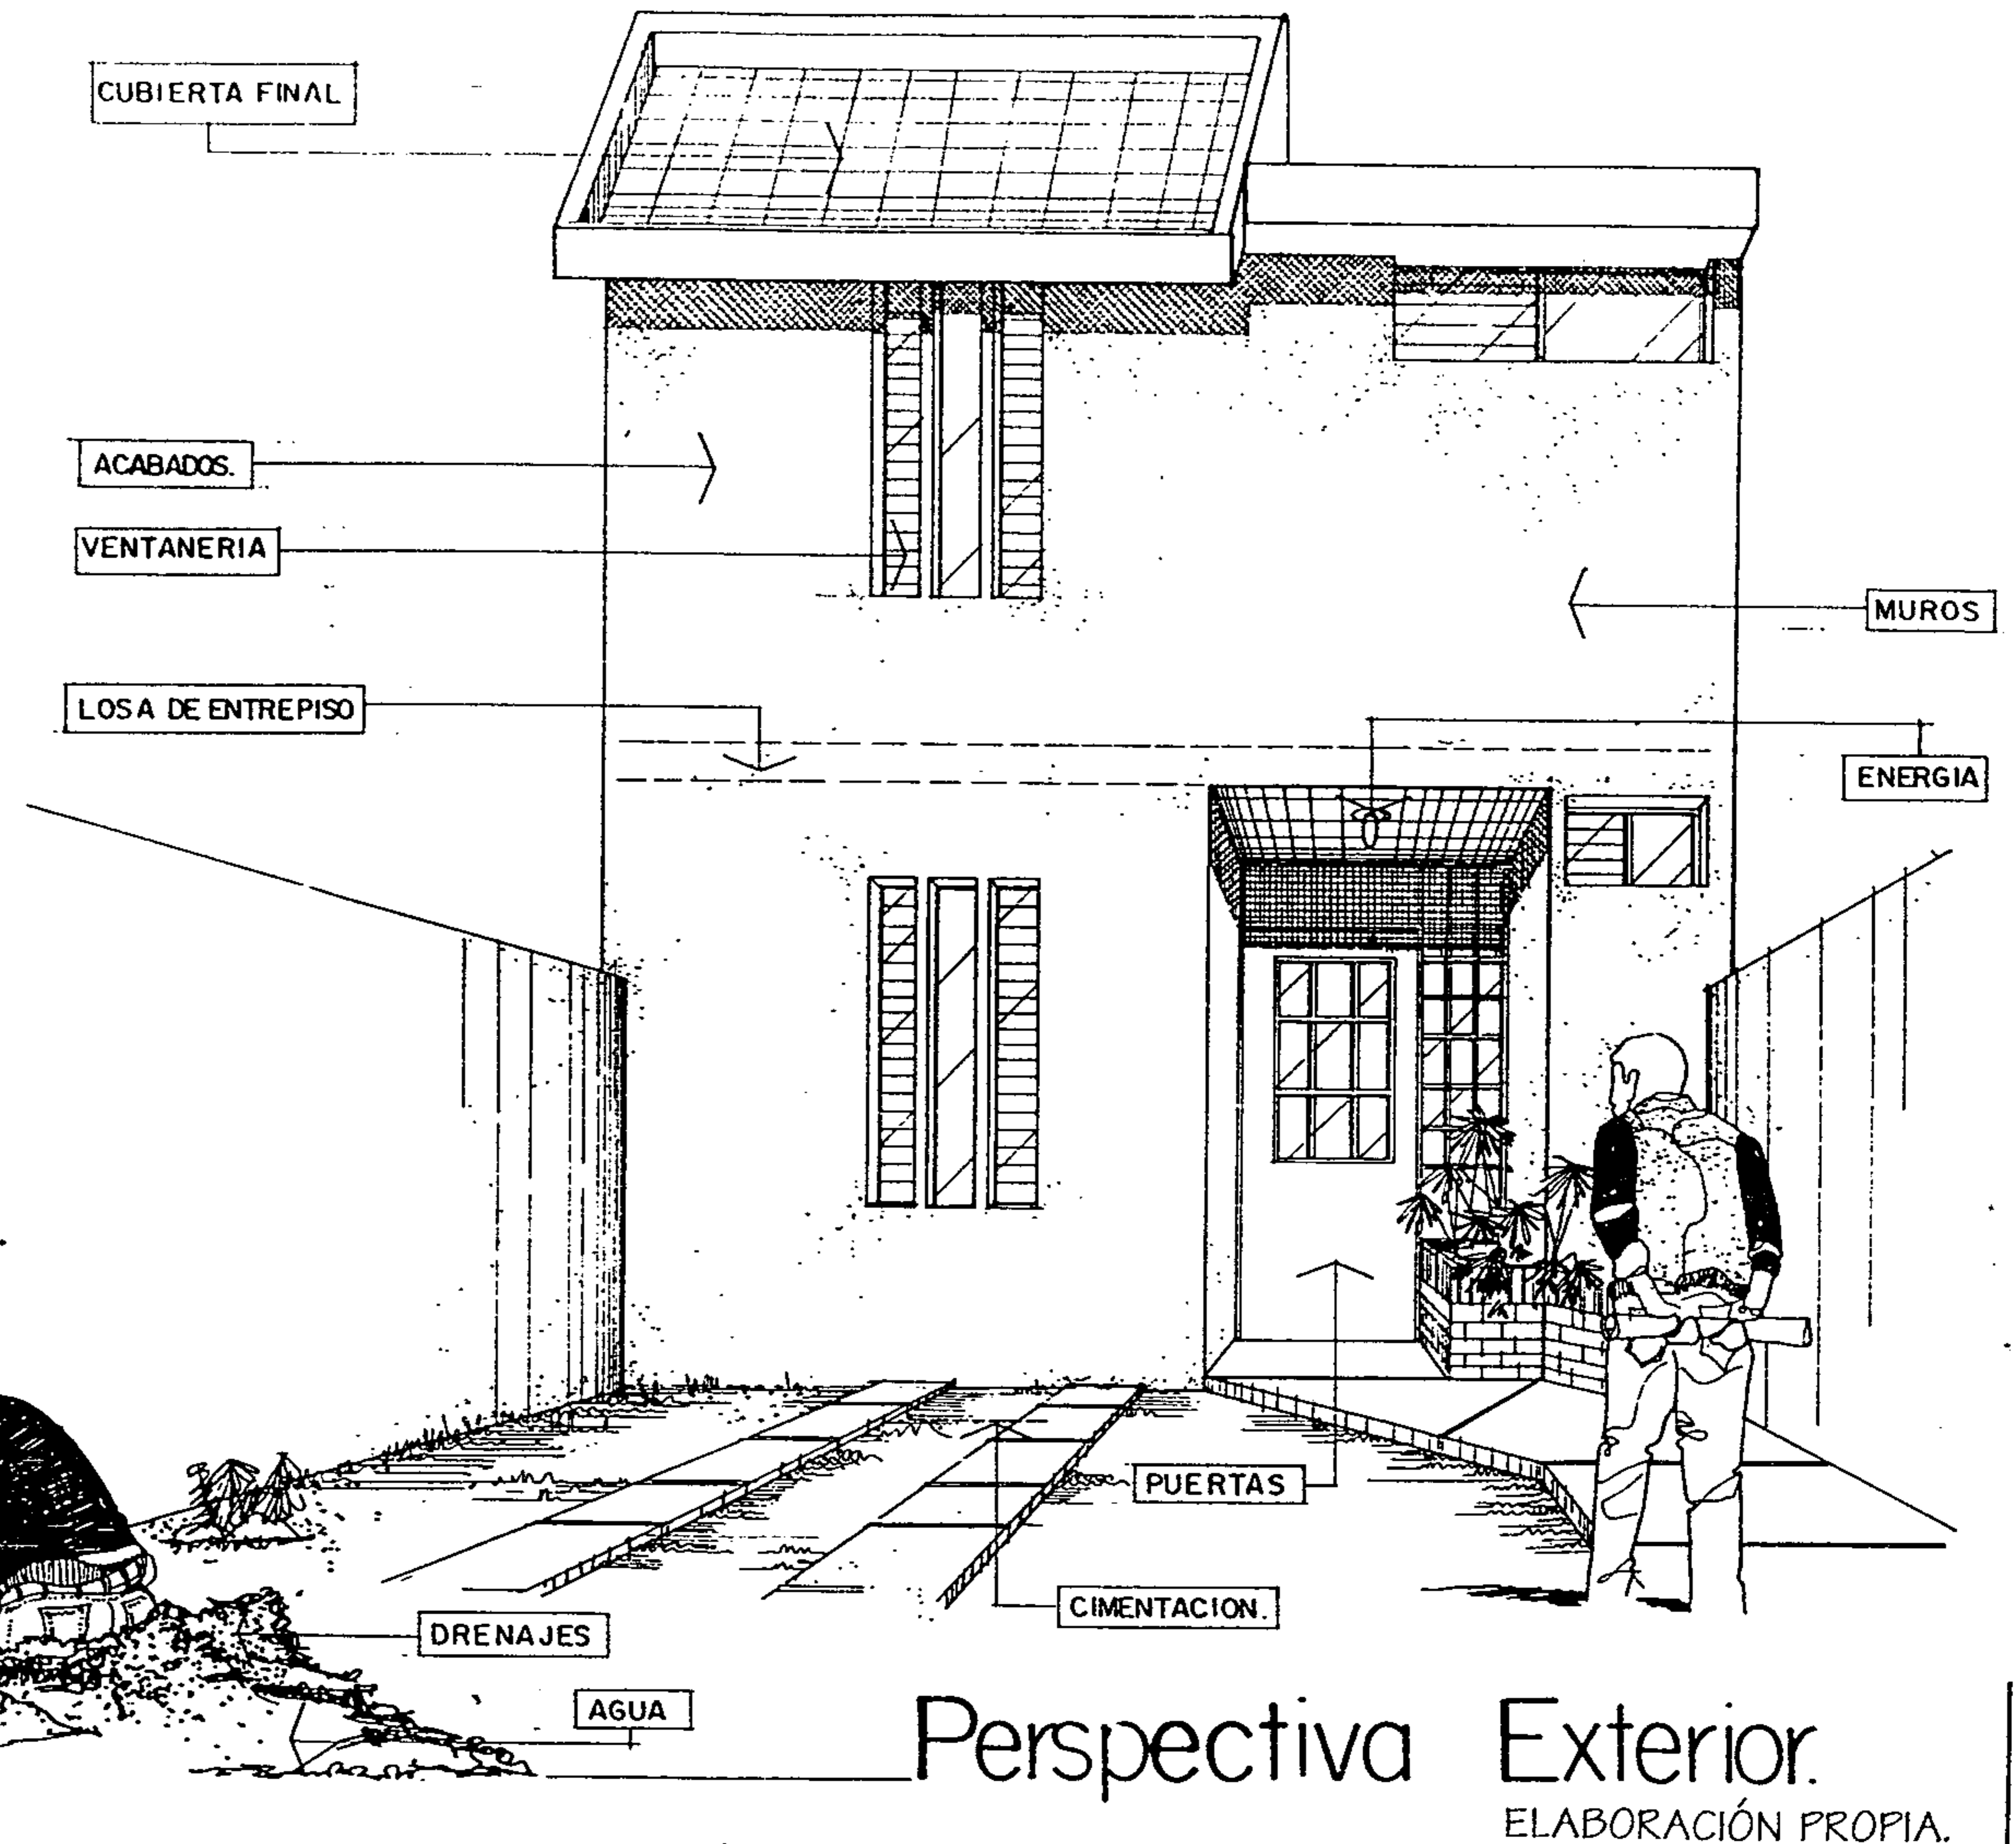 CUBIERTA FINAL
ACABADOS.
VENTANERIA
MUROS
LOSA DE ENTREPISO
ENERGIA
PUERTAS
CIMENTACION.
DRENAJES
AGUA
Perspectiva Exterior.
ELABORACIÓN PROPIA.